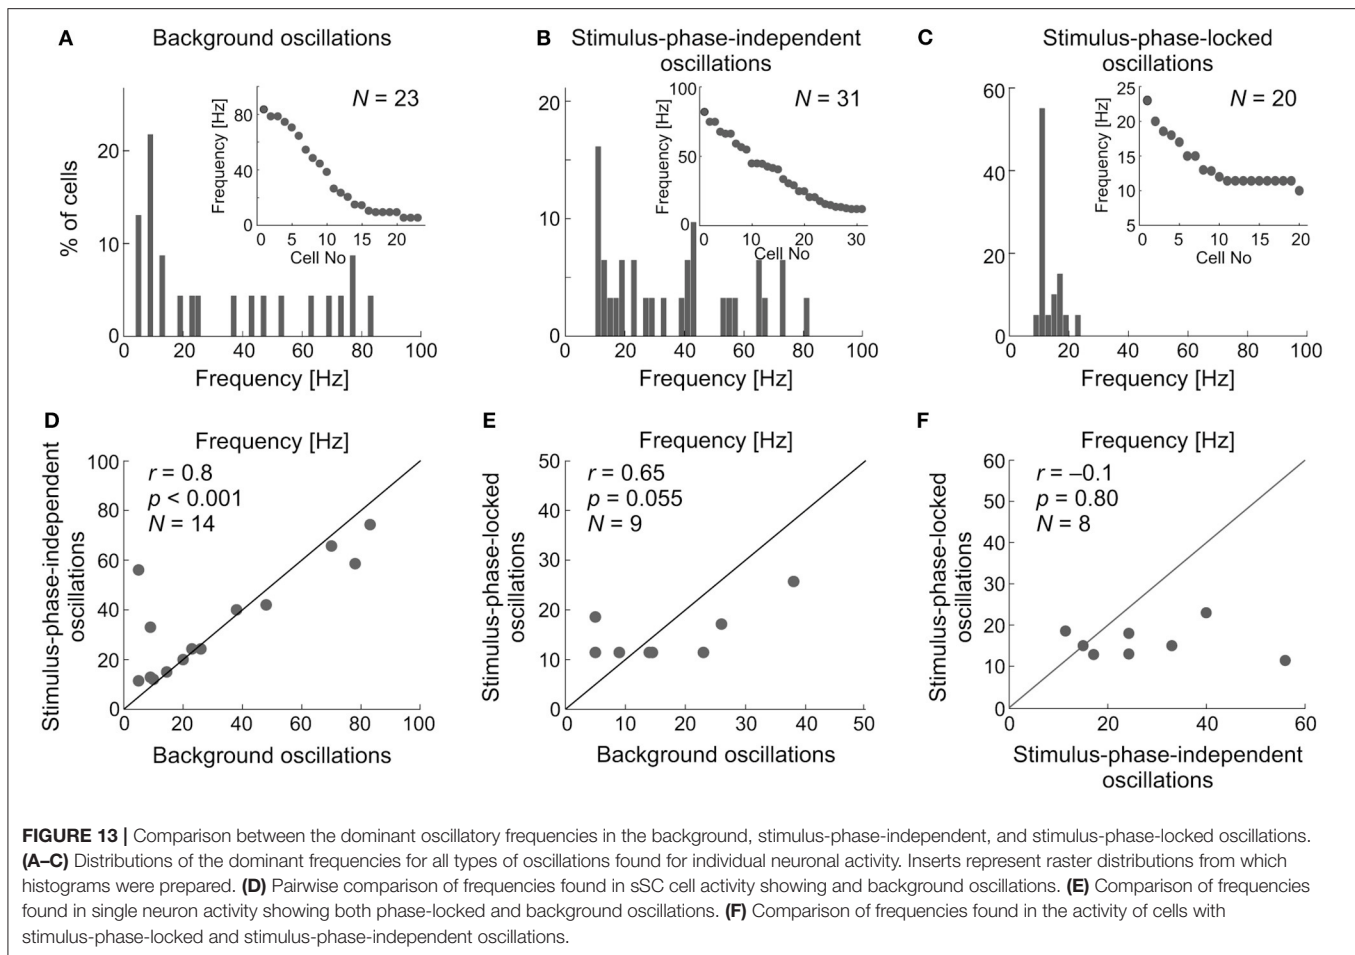 A Background oscillations
B Stimulus-phase-independent
oscillations
C Stimulus-phase-locked
oscillations
% of cells
20
10
0
0 20 40 60 80 100
Frequency [Hz]
N = 23
Frequency [Hz]
80
40
0
0 5 10 15 20
Cell No
20
10
0
0 20 40 60 80 100
Frequency [Hz]
N = 31
Frequency [Hz]
100
50
0
0 10 20 30
Cell No
60
40
20
0
0 20 40 60 80 100
Frequency [Hz]
N = 20
Frequency [Hz]
25
20
15
10
5
0 5 10 15 20
Cell No
D
Frequency [Hz]
r = 0.8
p < 0.001
N = 14
Stimulus-phase-independent
oscillations
100
80
60
40
20
0
0 20 40 60 80 100
Background oscillations
E
Frequency [Hz]
r = 0.65
p = 0.055
N = 9
Stimulus-phase-locked
oscillations
50
40
30
20
10
0
0 10 20 30 40 50
Background oscillations
F
Frequency [Hz]
r = –0.1
p = 0.80
N = 8
Stimulus-phase-locked
oscillations
60
50
40
30
20
10
0
0 20 40 60
Stimulus-phase-independent
oscillations
FIGURE 13 | Comparison between the dominant oscillatory frequencies in the background, stimulus-phase-independent, and stimulus-phase-locked oscillations.
(A–C) Distributions of the dominant frequencies for all types of oscillations found for individual neuronal activity. Inserts represent raster distributions from which
histograms were prepared. (D) Pairwise comparison of frequencies found in sSC cell activity showing and background oscillations. (E) Comparison of frequencies
found in single neuron activity showing both phase-locked and background oscillations. (F) Comparison of frequencies found in the activity of cells with
stimulus-phase-locked and stimulus-phase-independent oscillations.